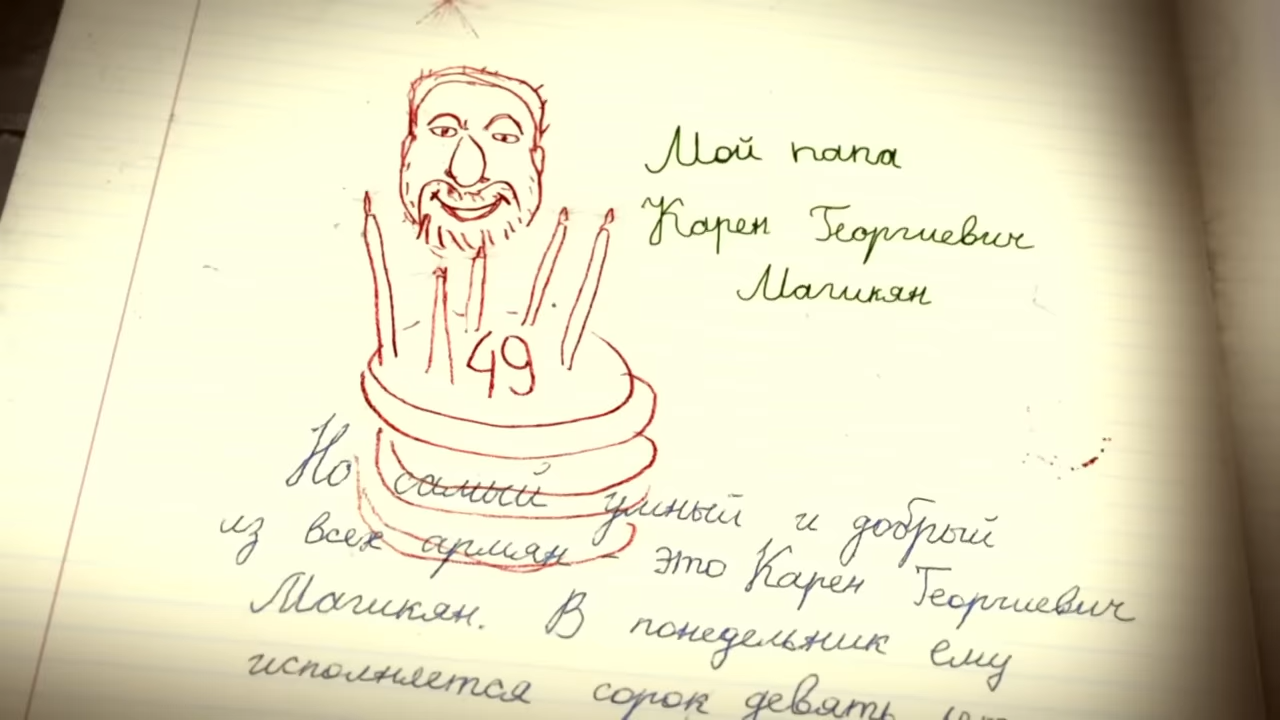 Мой папа
Карен Георгиевич
Магикян
49
Но самый умный и добрый
из всех армян - это Карен Георгиевич
Магикян. В понедельник ему
исполняется сорок девять